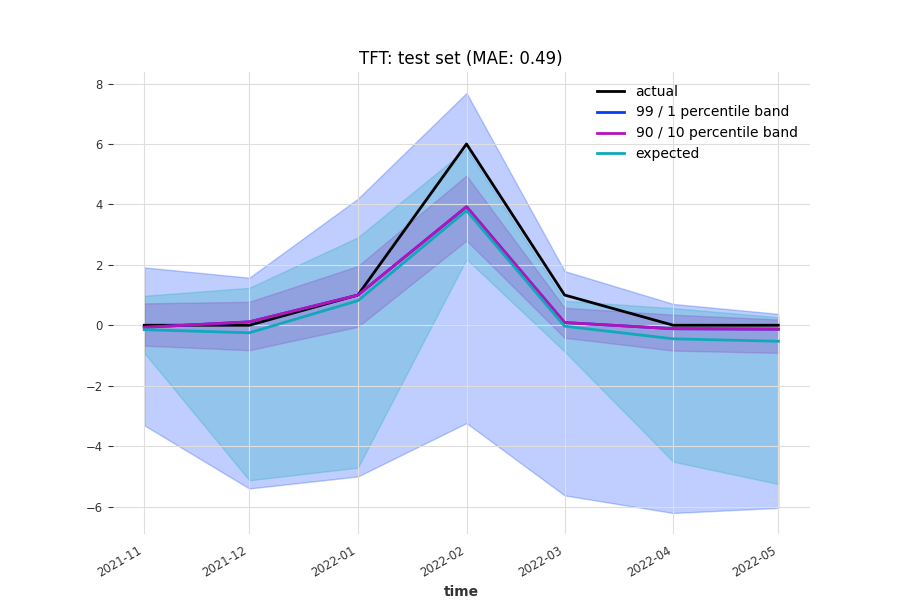 TFT: test set (MAE: 0.49)
actual
99 / 1 percentile band
90 / 10 percentile band
expected
8
6
4
2
0
−2
−4
−6
2021-11
2021-12
2022-01
2022-02
2022-03
2022-04
2022-05
time